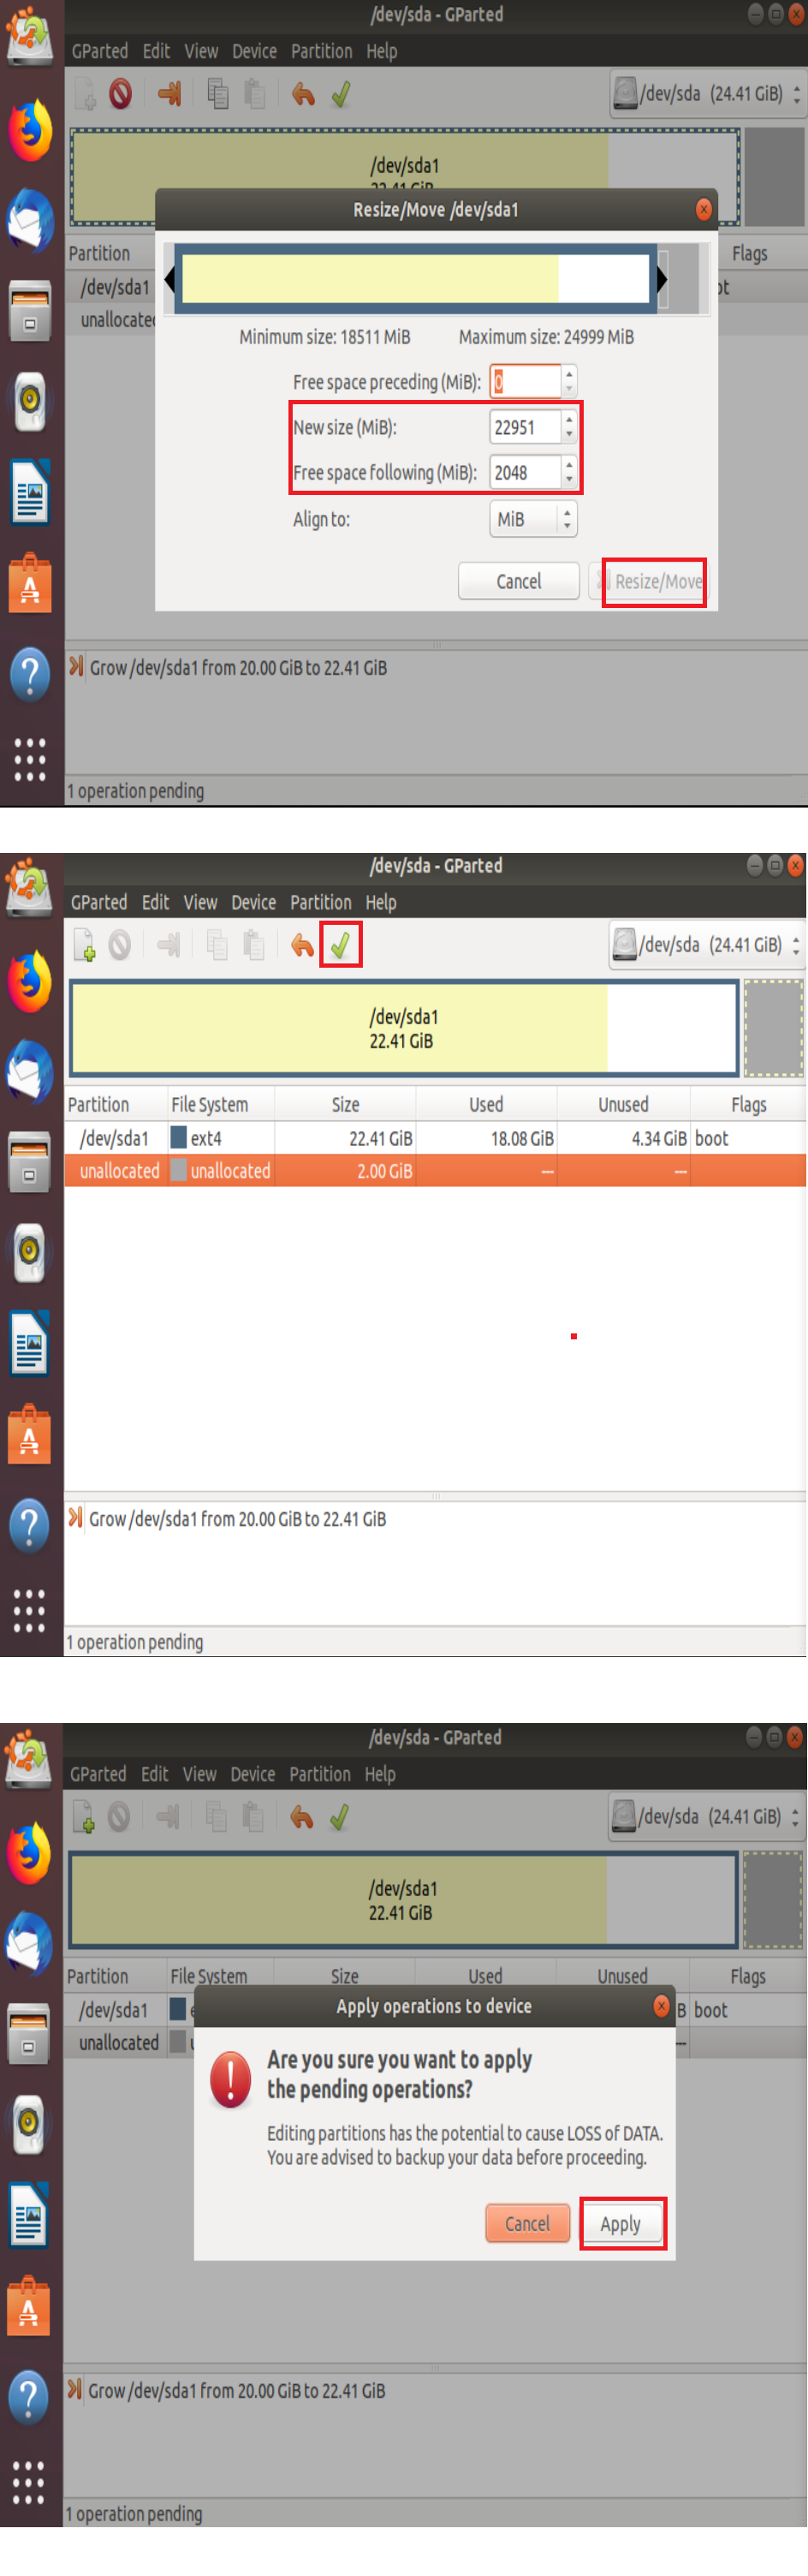 /dev/sda - GParted
GParted Edit View Device Partition Help
/dev/sda (24.41 GiB)
/dev/sda1
22.41 GiB
Resize/Move /dev/sda1
Partition
Flags
/dev/sda1
unallocated
Minimum size: 18511 MiB Maximum size: 24999 MiB
Free space preceding (MiB): 0
New size (MiB): 22951
Free space following (MiB): 2048
Align to: MiB
Cancel Resize/Move
Grow /dev/sda1 from 20.00 GiB to 22.41 GiB
1 operation pending
/dev/sda - GParted
GParted Edit View Device Partition Help
/dev/sda (24.41 GiB)
/dev/sda1
22.41 GiB
Partition File System Size Used Unused Flags
/dev/sda1 ext4 22.41 GiB 18.08 GiB 4.34 GiB boot
unallocated unallocated 2.00 GiB — —
Grow /dev/sda1 from 20.00 GiB to 22.41 GiB
1 operation pending
/dev/sda - GParted
GParted Edit View Device Partition Help
/dev/sda (24.41 GiB)
/dev/sda1
22.41 GiB
Partition File System Size Used Unused Flags
/dev/sda1 B boot
unallocated —
Apply operations to device
Are you sure you want to apply
the pending operations?
Editing partitions has the potential to cause LOSS of DATA.
You are advised to backup your data before proceeding.
Cancel Apply
Grow /dev/sda1 from 20.00 GiB to 22.41 GiB
1 operation pending